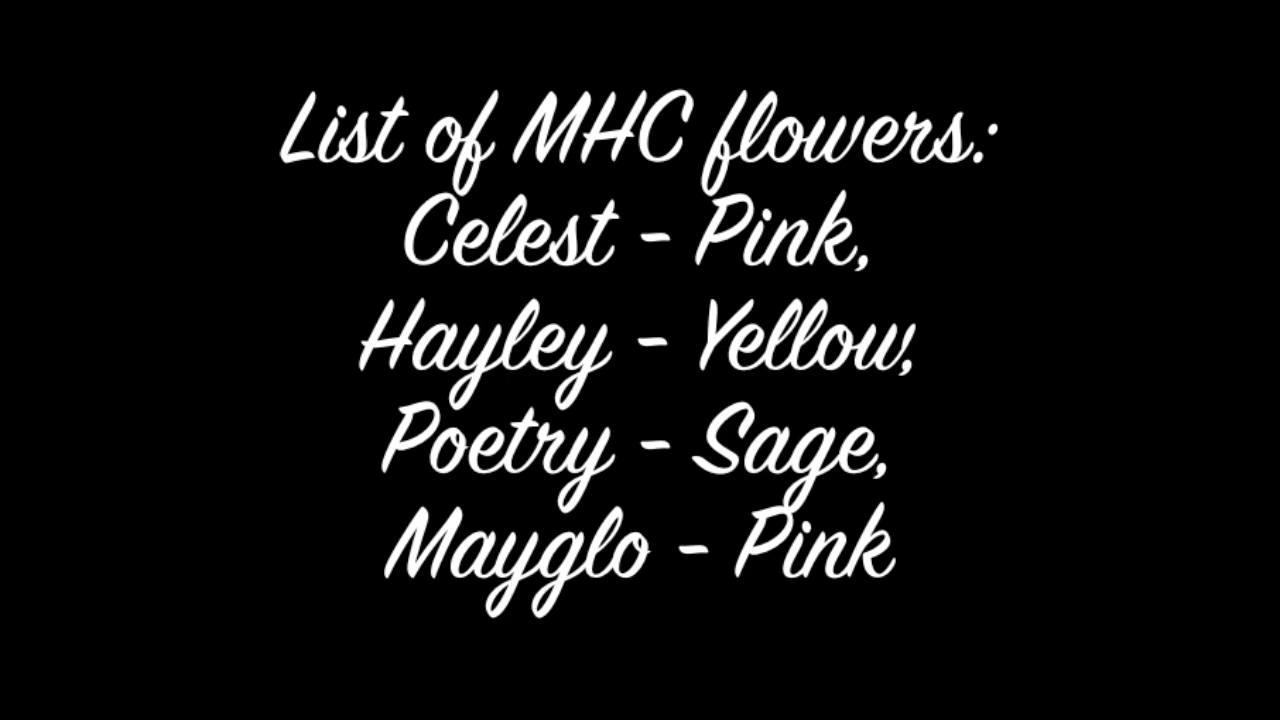 List of MHC flowers:
Celest - Pink,
Hayley - Yellow,
Poetry - Sage,
Mayglo - Pink